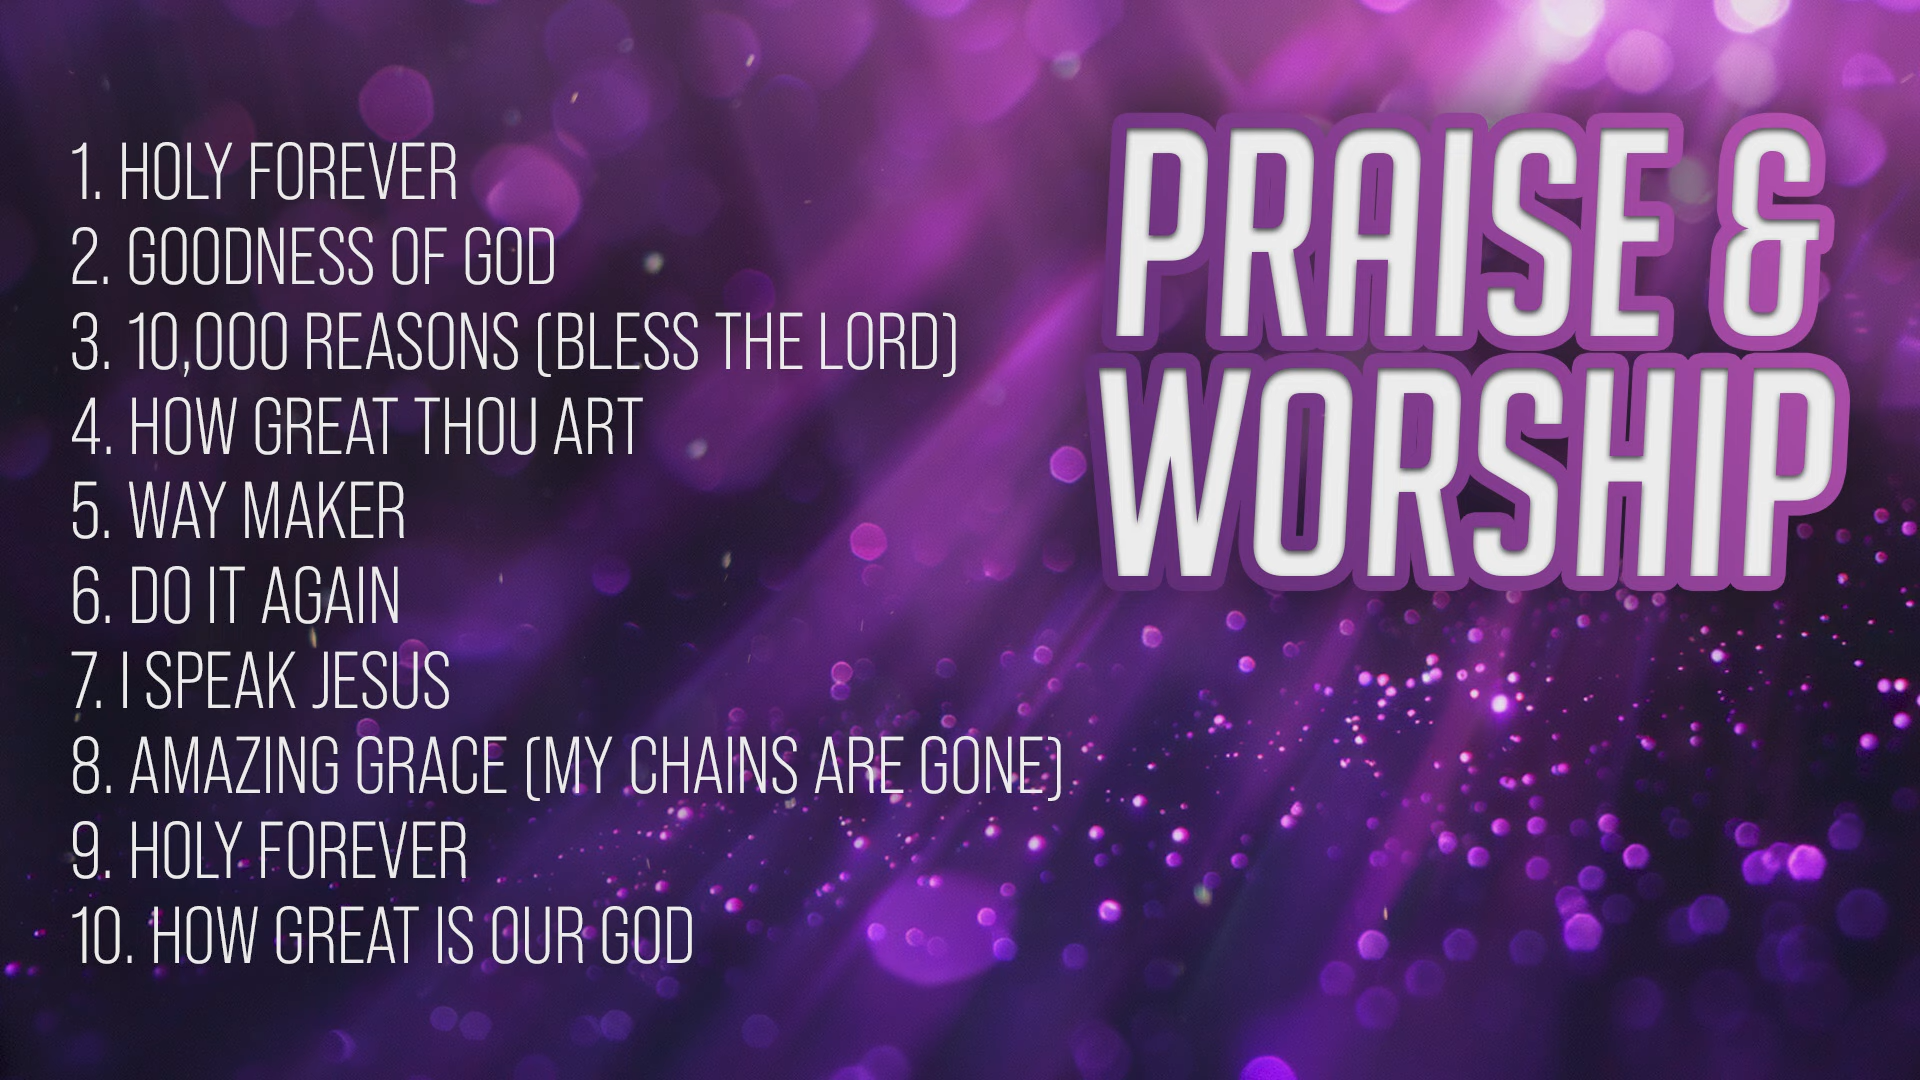 1. HOLY FOREVER
2. GOODNESS OF GOD
3. 10,000 REASONS (BLESS THE LORD)
4. HOW GREAT THOU ART
5. WAY MAKER
6. DO IT AGAIN
7. I SPEAK JESUS
8. AMAZING GRACE (MY CHAINS ARE GONE)
9. HOLY FOREVER
10. HOW GREAT IS OUR GOD
PRAISE &
WORSHIP